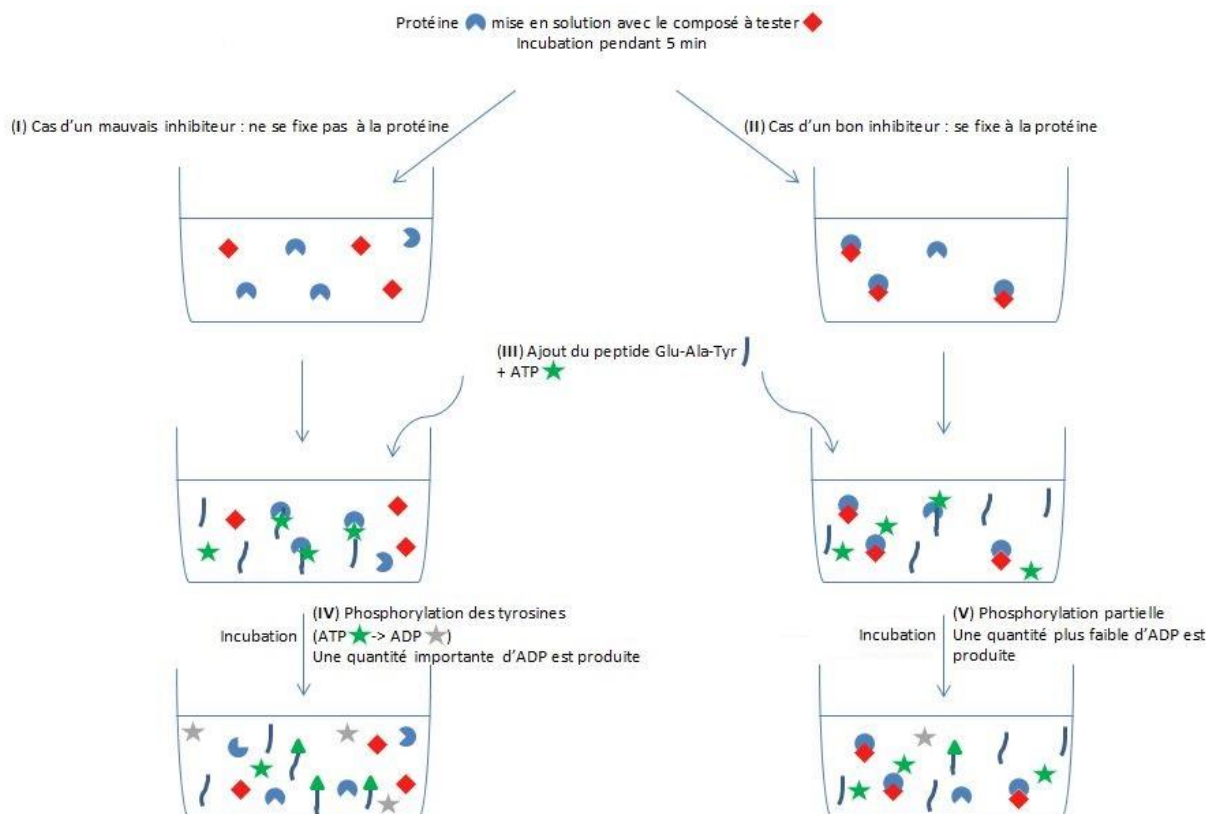 Protéine mise en solution avec le composé à tester
Incubation pendant 5 min
(I) Cas d'un mauvais inhibiteur : ne se fixe pas à la protéine
(II) Cas d'un bon inhibiteur : se fixe à la protéine
(III) Ajout du peptide Glu-Ala-Tyr
+ ATP
Incubation
(IV) Phosphorylation des tyrosines
(ATP -> ADP )
Une quantité importante d'ADP est produite
Incubation
(V) Phosphorylation partielle
Une quantité plus faible d'ADP est
produite